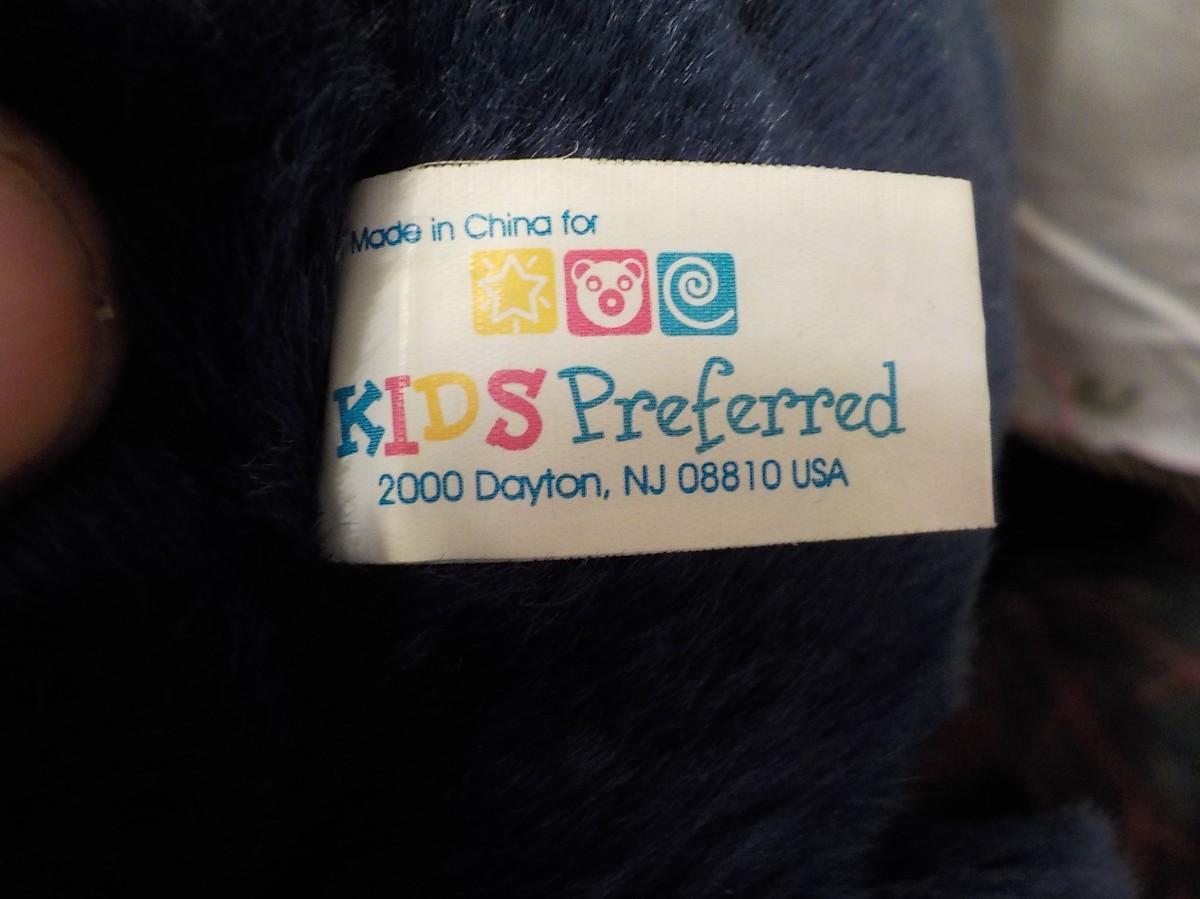 Made in China for
KIDS Preferred
2000 Dayton, NJ 08810 USA